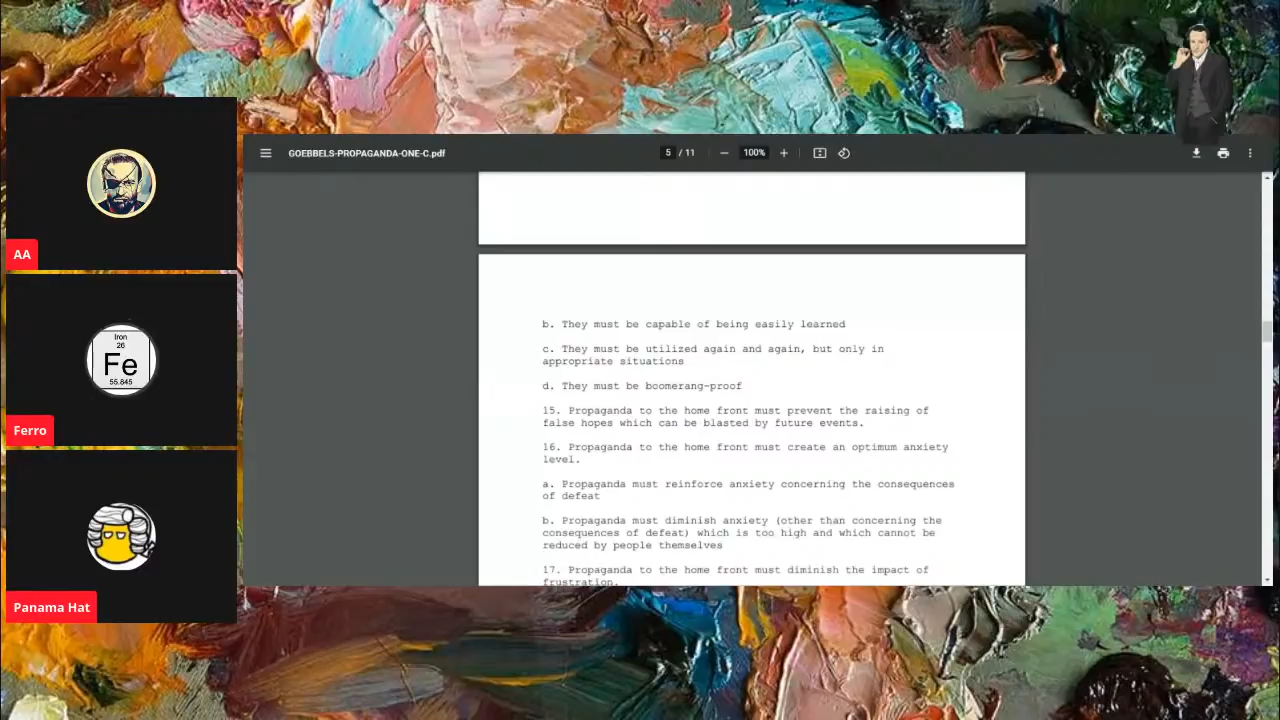 GOEBBELS-PROPAGANDA-ONE-C.pdf
5 / 11
100%
AA
Iron
26
Fe
55.845
Ferro
Panama Hat
b. They must be capable of being easily learned
c. They must be utilized again and again, but only in
appropriate situations
d. They must be boomerang-proof
15. Propaganda to the home front must prevent the raising of
false hopes which can be blasted by future events.
16. Propaganda to the home front must create an optimum anxiety
level.
a. Propaganda must reinforce anxiety concerning the consequences
of defeat
b. Propaganda must diminish anxiety (other than concerning the
consequences of defeat) which is too high and which cannot be
reduced by people themselves
17. Propaganda to the home front must diminish the impact of
frustration.